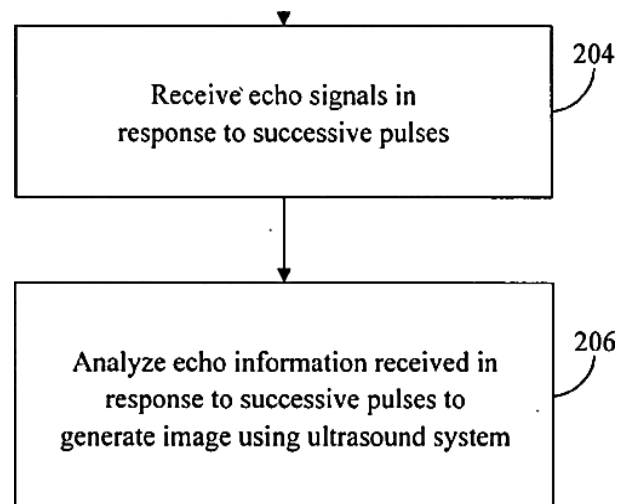 204
Receive echo signals in
response to successive pulses
206
Analyze echo information received in
response to successive pulses to
generate image using ultrasound system